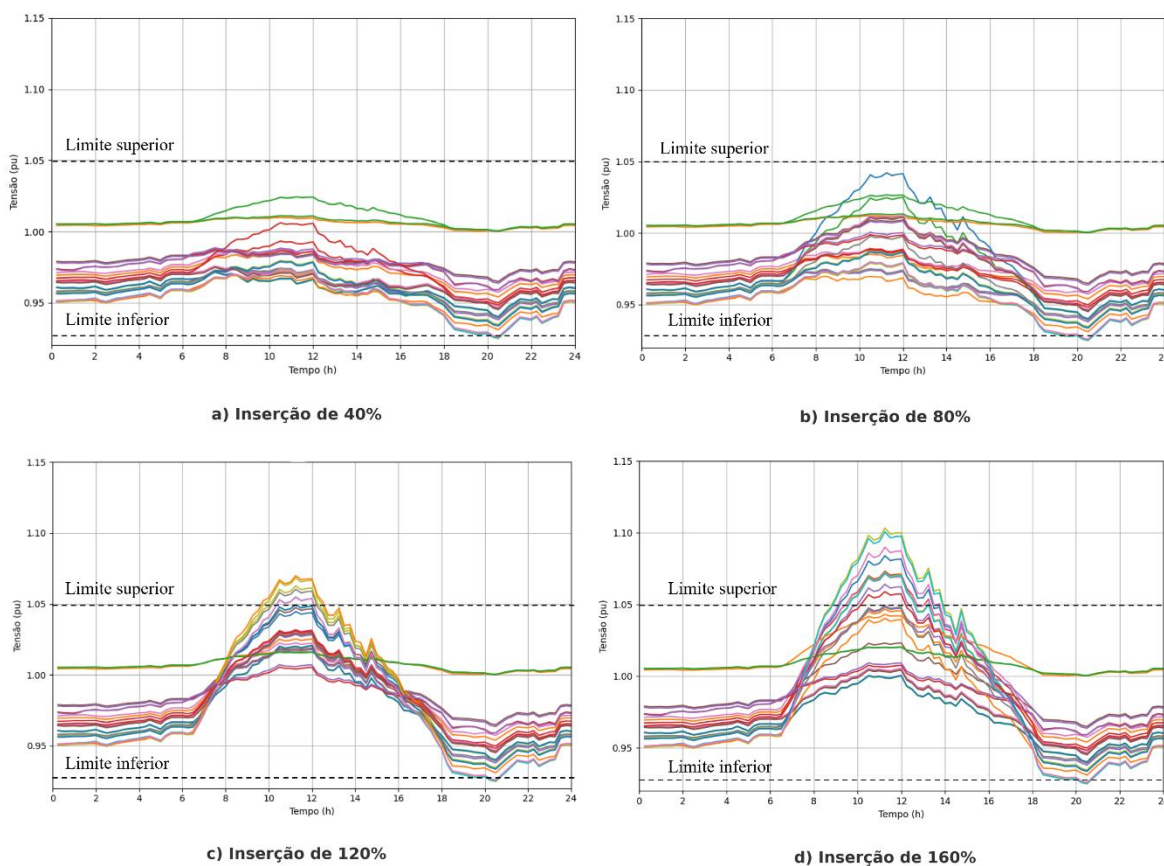 1.15
1.10
1.05
1.00
0.95
Tensão (pu)
Limite superior
Limite inferior
0 2 4 6 8 10 12 14 16 18 20 22 24
Tempo (h)
a) Inserção de 40%
1.15
1.10
1.05
1.00
0.95
Tensão (pu)
Limite superior
Limite inferior
0 2 4 6 8 10 12 14 16 18 20 22 24
Tempo (h)
b) Inserção de 80%
1.15
1.10
1.05
1.00
0.95
Tensão (pu)
Limite superior
Limite inferior
0 2 4 6 8 10 12 14 16 18 20 22 24
Tempo (h)
c) Inserção de 120%
1.15
1.10
1.05
1.00
0.95
Tensão (pu)
Limite superior
Limite inferior
0 2 4 6 8 10 12 14 16 18 20 22 24
Tempo (h)
d) Inserção de 160%